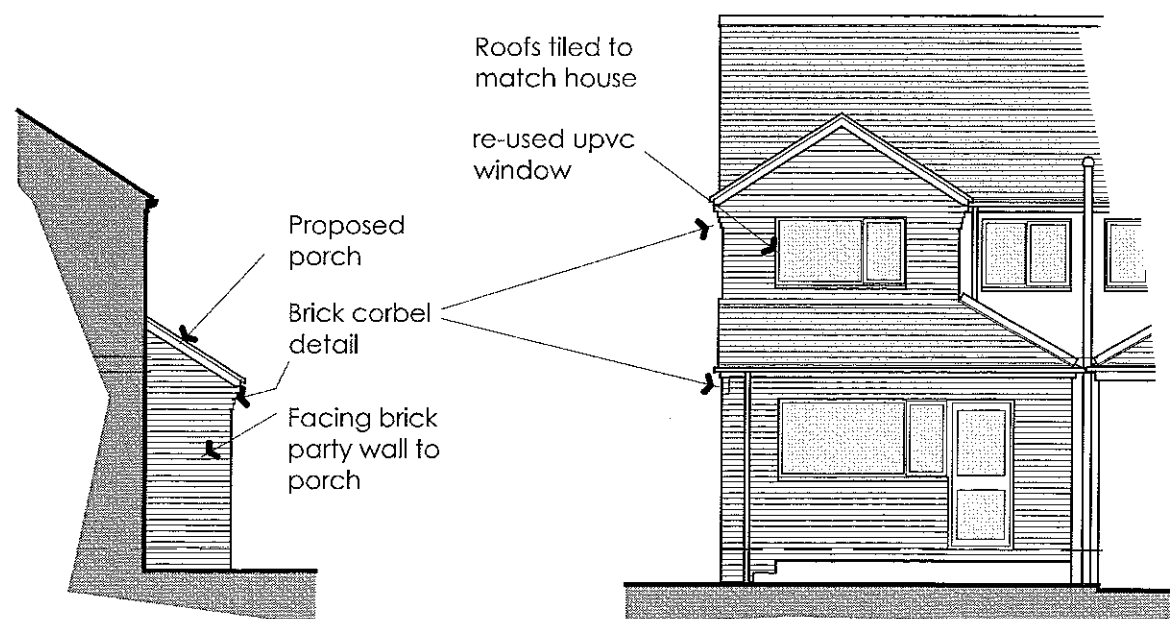 Roofs tiled to
match house
re-used upvc
window
Proposed
porch
Brick corbel
detail
Facing brick
party wall to
porch